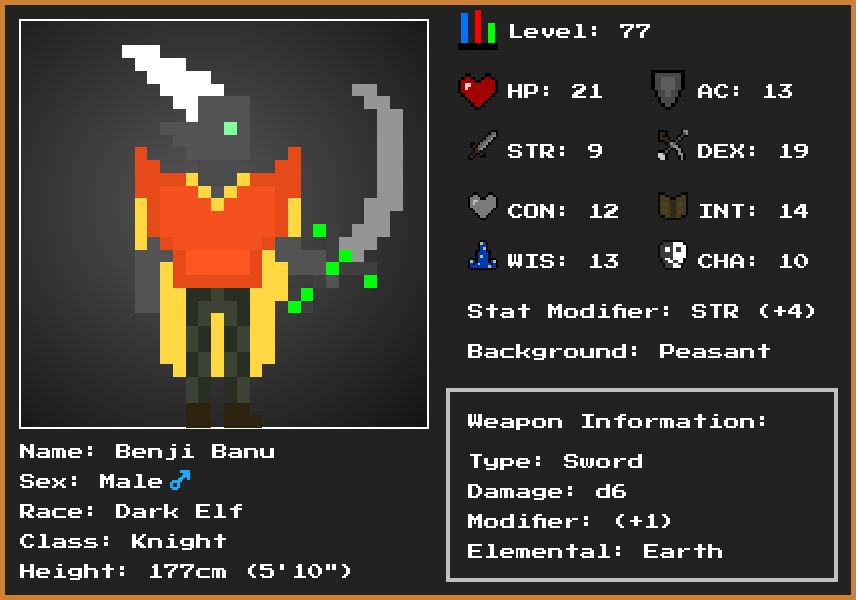 Level: 77
HP: 21
AC: 13
STR: 9
DEX: 19
CON: 12
INT: 14
WIS: 13
CHA: 10
Stat Modifier: STR (+4)
Background: Peasant
Weapon Information:
Type: Sword
Damage: d6
Modifier: (+1)
Elemental: Earth
Name: Benji Banu
Sex: Male ♂
Race: Dark Elf
Class: Knight
Height: 177cm (5'10")